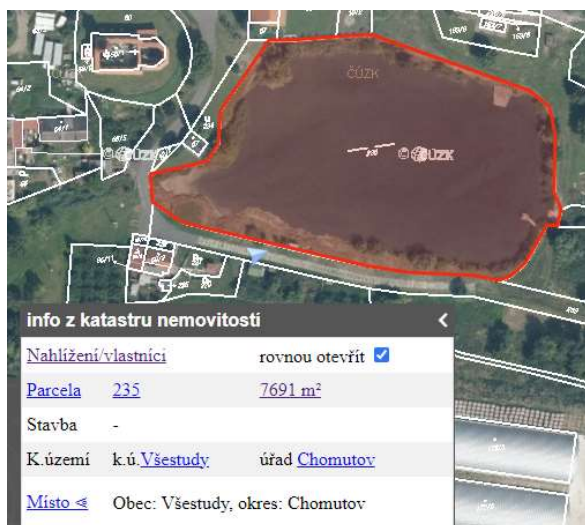 ČÚZK
© ČÚZK
© ČÚZK
info z katastru nemovitostí <
Nahlížení/vlastníci rovnou otevřít
Parcela 235 7691 m²
Stavba -
K.území k.ú.Všestudy úřad Chomutov
Místo Obec: Všestudy, okres: Chomutov